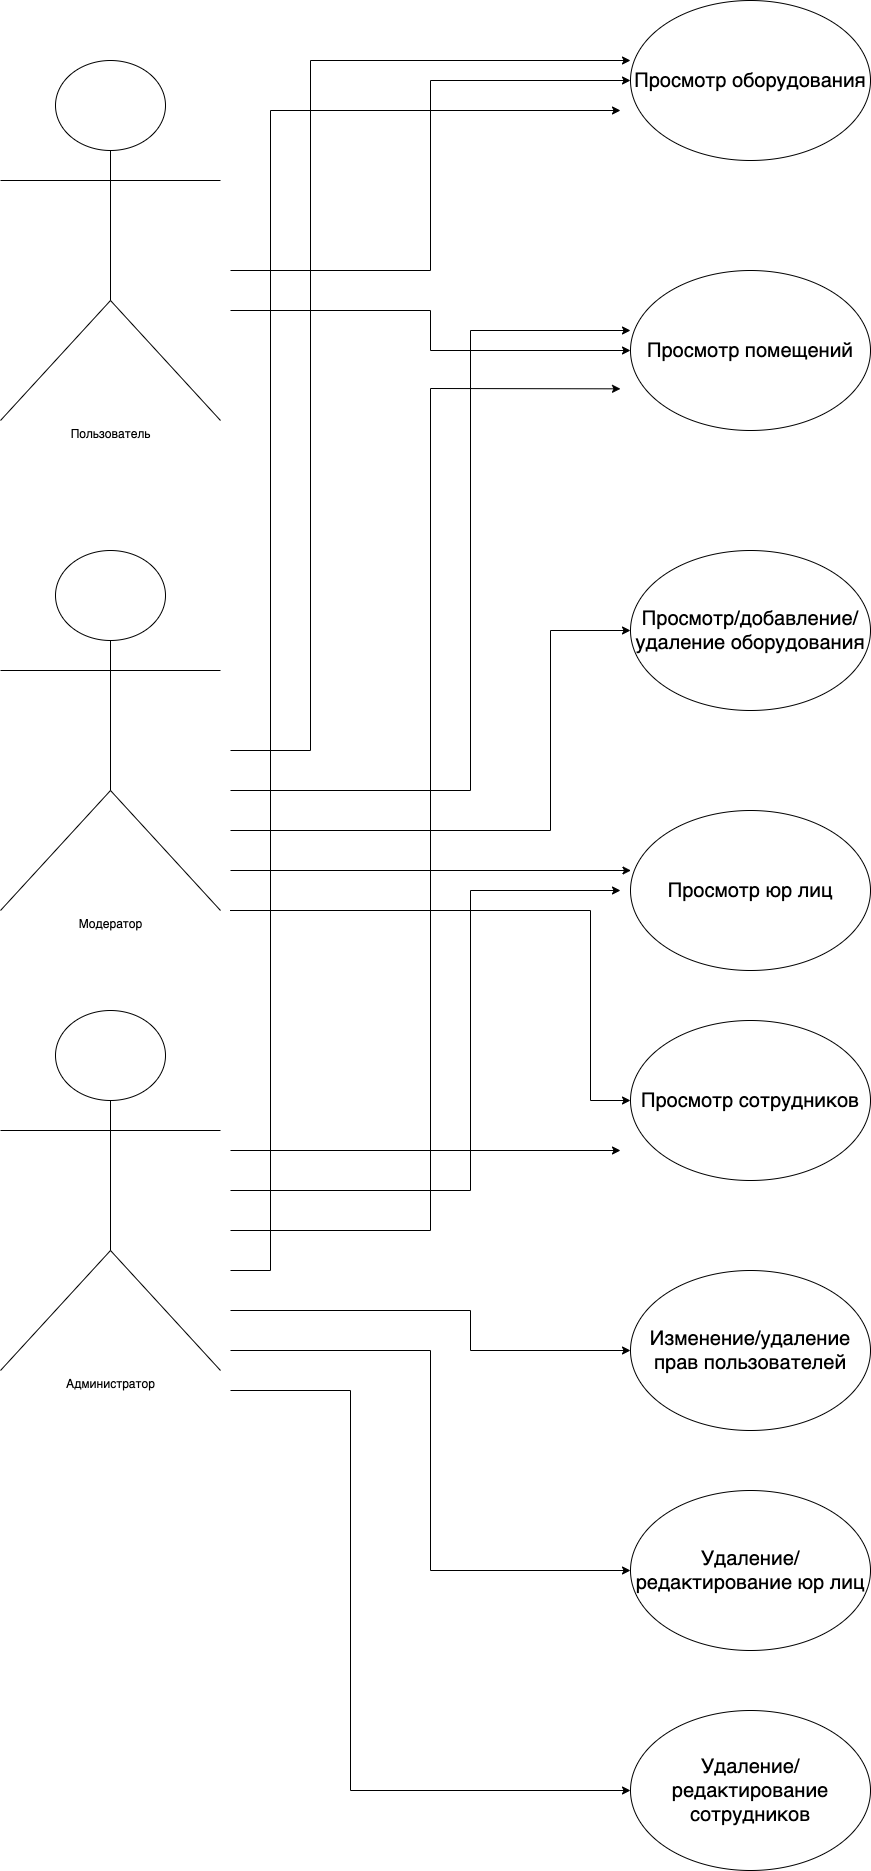 Просмотр оборудования
Просмотр помещений
Пользователь
Просмотр/добавление/
удаление оборудования
Просмотр юр лиц
Модератор
Просмотр сотрудников
Изменение/удаление
прав пользователей
Администратор
Удаление/
редактирование юр лиц
Удаление/
редактирование
сотрудников